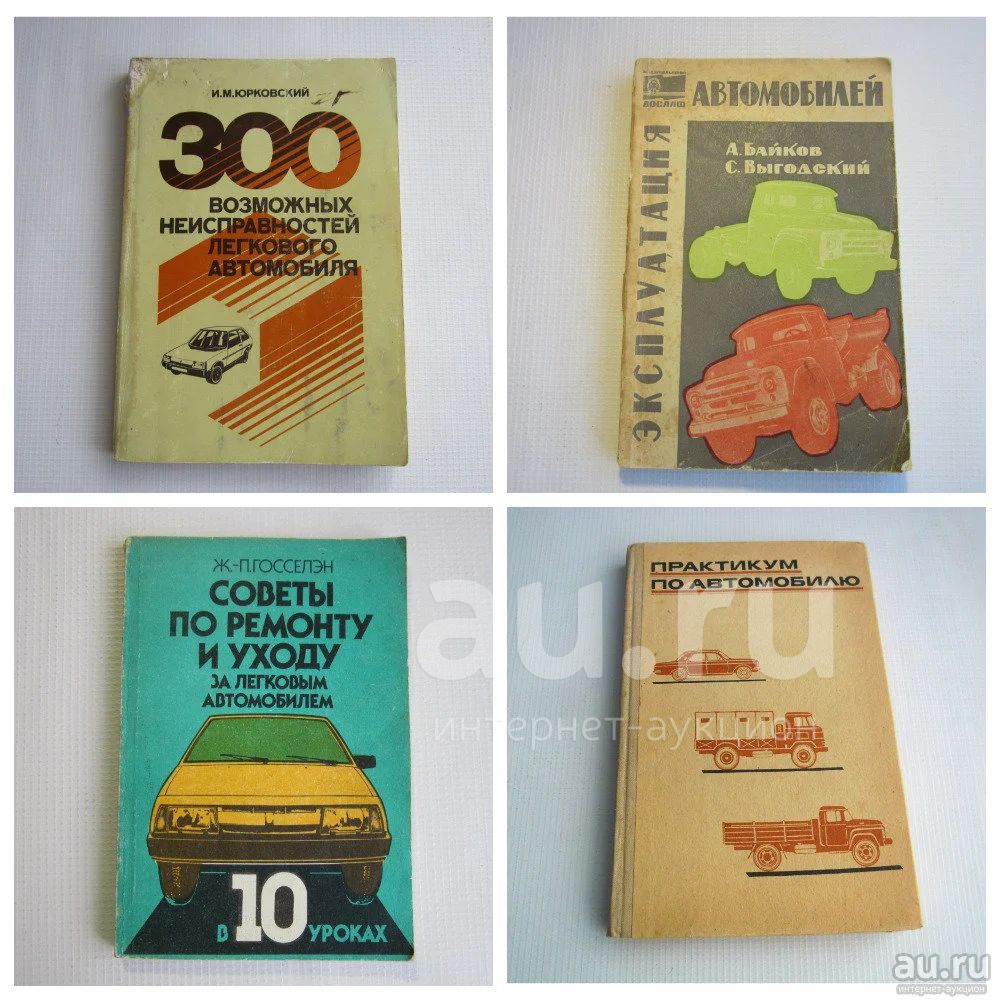 И.М.ЮРКОВСКИЙ
300
ВОЗМОЖНЫХ
НЕИСПРАВНОСТЕЙ
ЛЕГКОВОГО
АВТОМОБИЛЯ
ДОСААФ
ЭКСПЛУАТАЦИЯ
АВТОМОБИЛЕЙ
А. БАЙКОВ
С. ВЫГОДСКИЙ
Ж.-П.ГОССЕЛЭН
СОВЕТЫ
ПО РЕМОНТУ
И УХОДУ
ЗА ЛЕГКОВЫМ
АВТОМОБИЛЕМ
В 10 УРОКАХ
ПРАКТИКУМ
ПО АВТОМОБИЛЮ
au.ru
интернет-аукцион
au.ru
интернет-аукцион